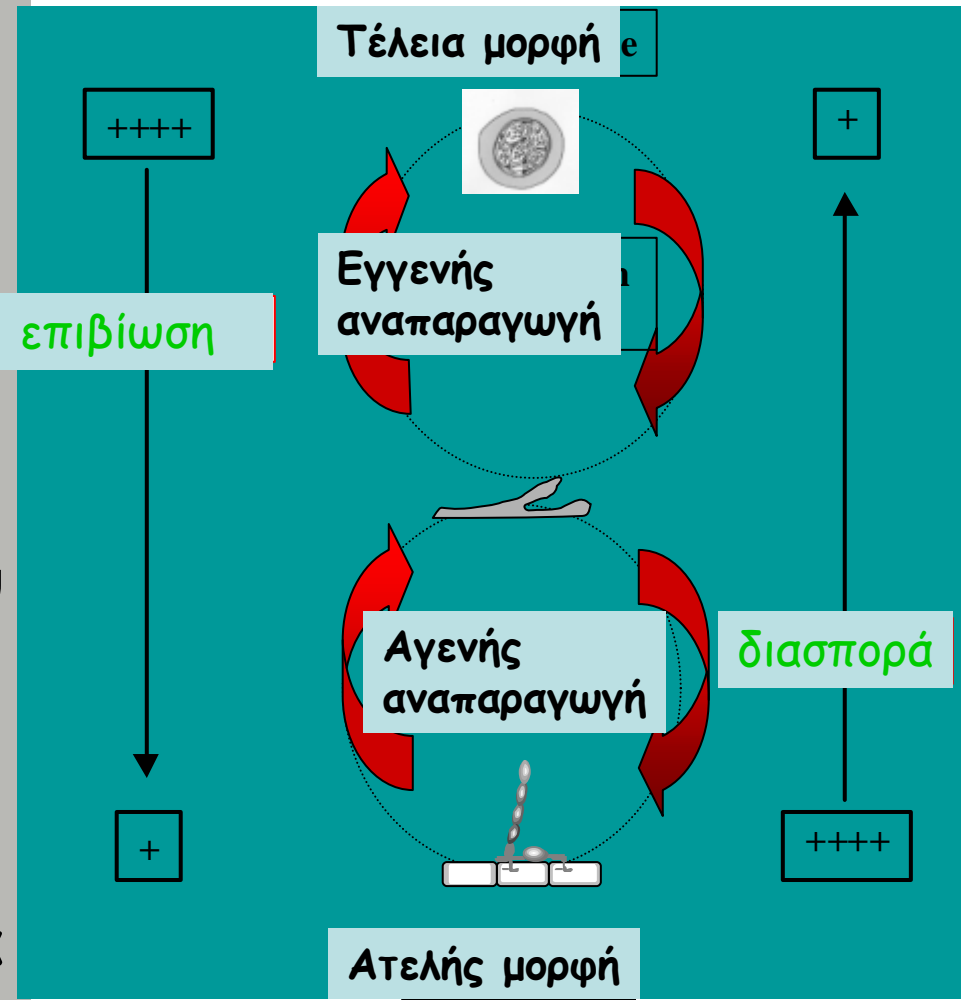 Τέλεια μορφή
e
++++
+
Εγγενής
αναπαραγωγή
επιβίωση
Αγενής
αναπαραγωγή
διασπορά
+
++++
Ατελής μορφή